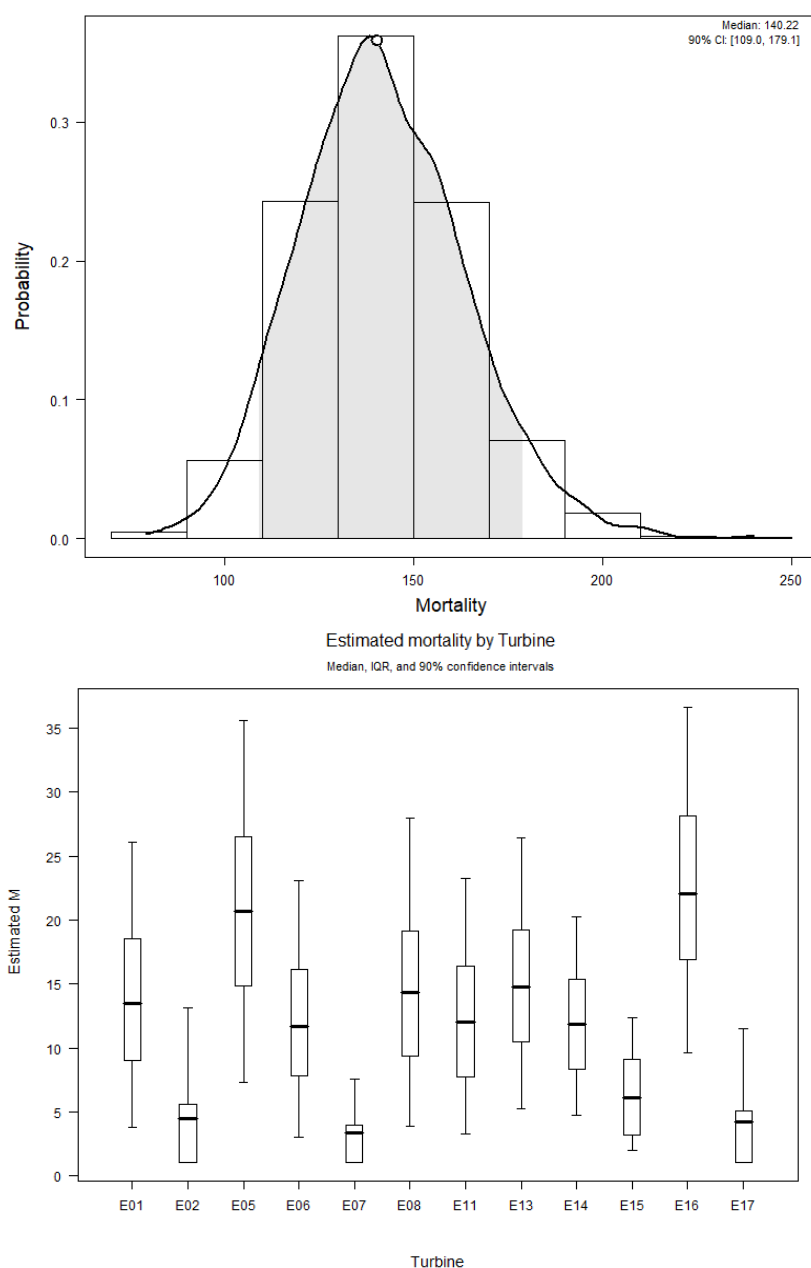 Median: 140.22
90% CI: [109.0, 179.1]
0.3
0.2
0.1
0.0
Probability
100 150 200 250
Mortality
Estimated mortality by Turbine
Median, IQR, and 90% confidence intervals
35
30
25
20
15
10
5
0
Estimated M
E01 E02 E05 E06 E07 E08 E11 E13 E14 E15 E16 E17
Turbine